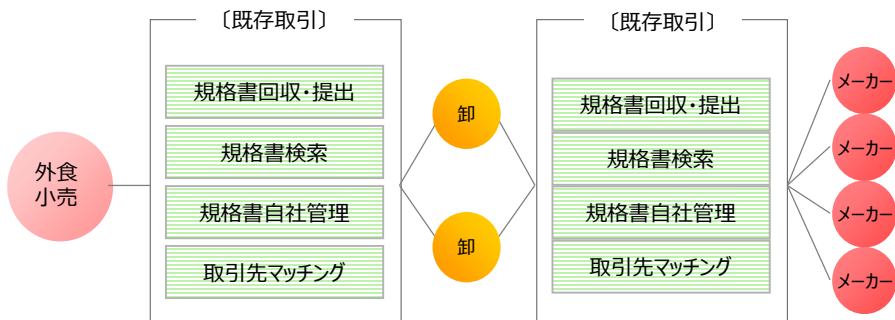 外食
小売
〔既存取引〕
規格書回収・提出
規格書検索
規格書自社管理
取引先マッチング
卸
卸
〔既存取引〕
規格書回収・提出
規格書検索
規格書自社管理
取引先マッチング
メーカー
メーカー
メーカー
メーカー